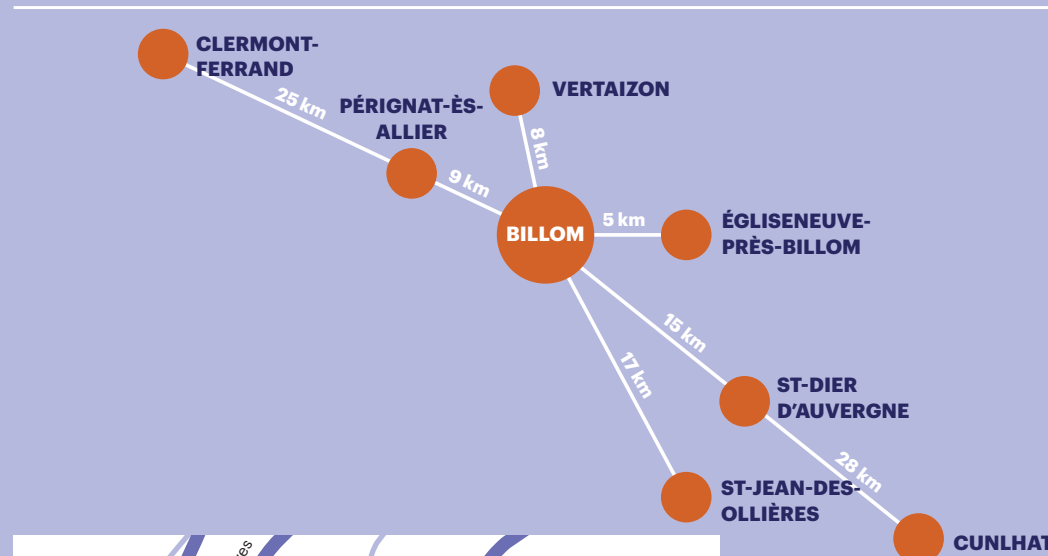 CLERMONT-
FERRAND
25 km
PÉRIGNAT-ÈS-
ALLIER
9 km
VERTAIZON
8 km
BILLOM
5 km
ÉGLISENEUVE-
PRÈS-BILLOM
15 km
17 km
ST-DIER
D'AUVERGNE
28 km
ST-JEAN-DES-
OLLIÈRES
CUNLHAT